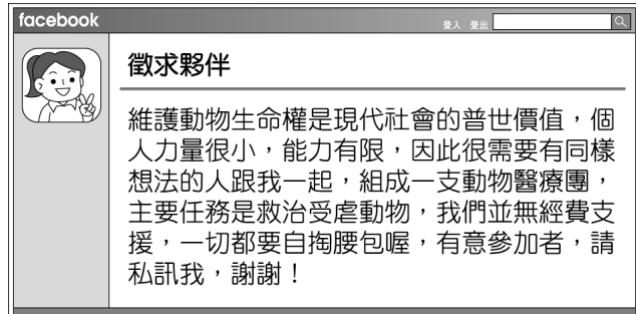 facebook
登入 登出
徵求夥伴
維護動物生命權是現代社會的普世價值，個
人力量很小，能力有限，因此很需要有同樣
想法的人跟我一起，組成一支動物醫療團，
主要任務是救治受虐動物，我們並無經費支
援，一切都要自掏腰包喔，有意參加者，請
私訊我，謝謝！